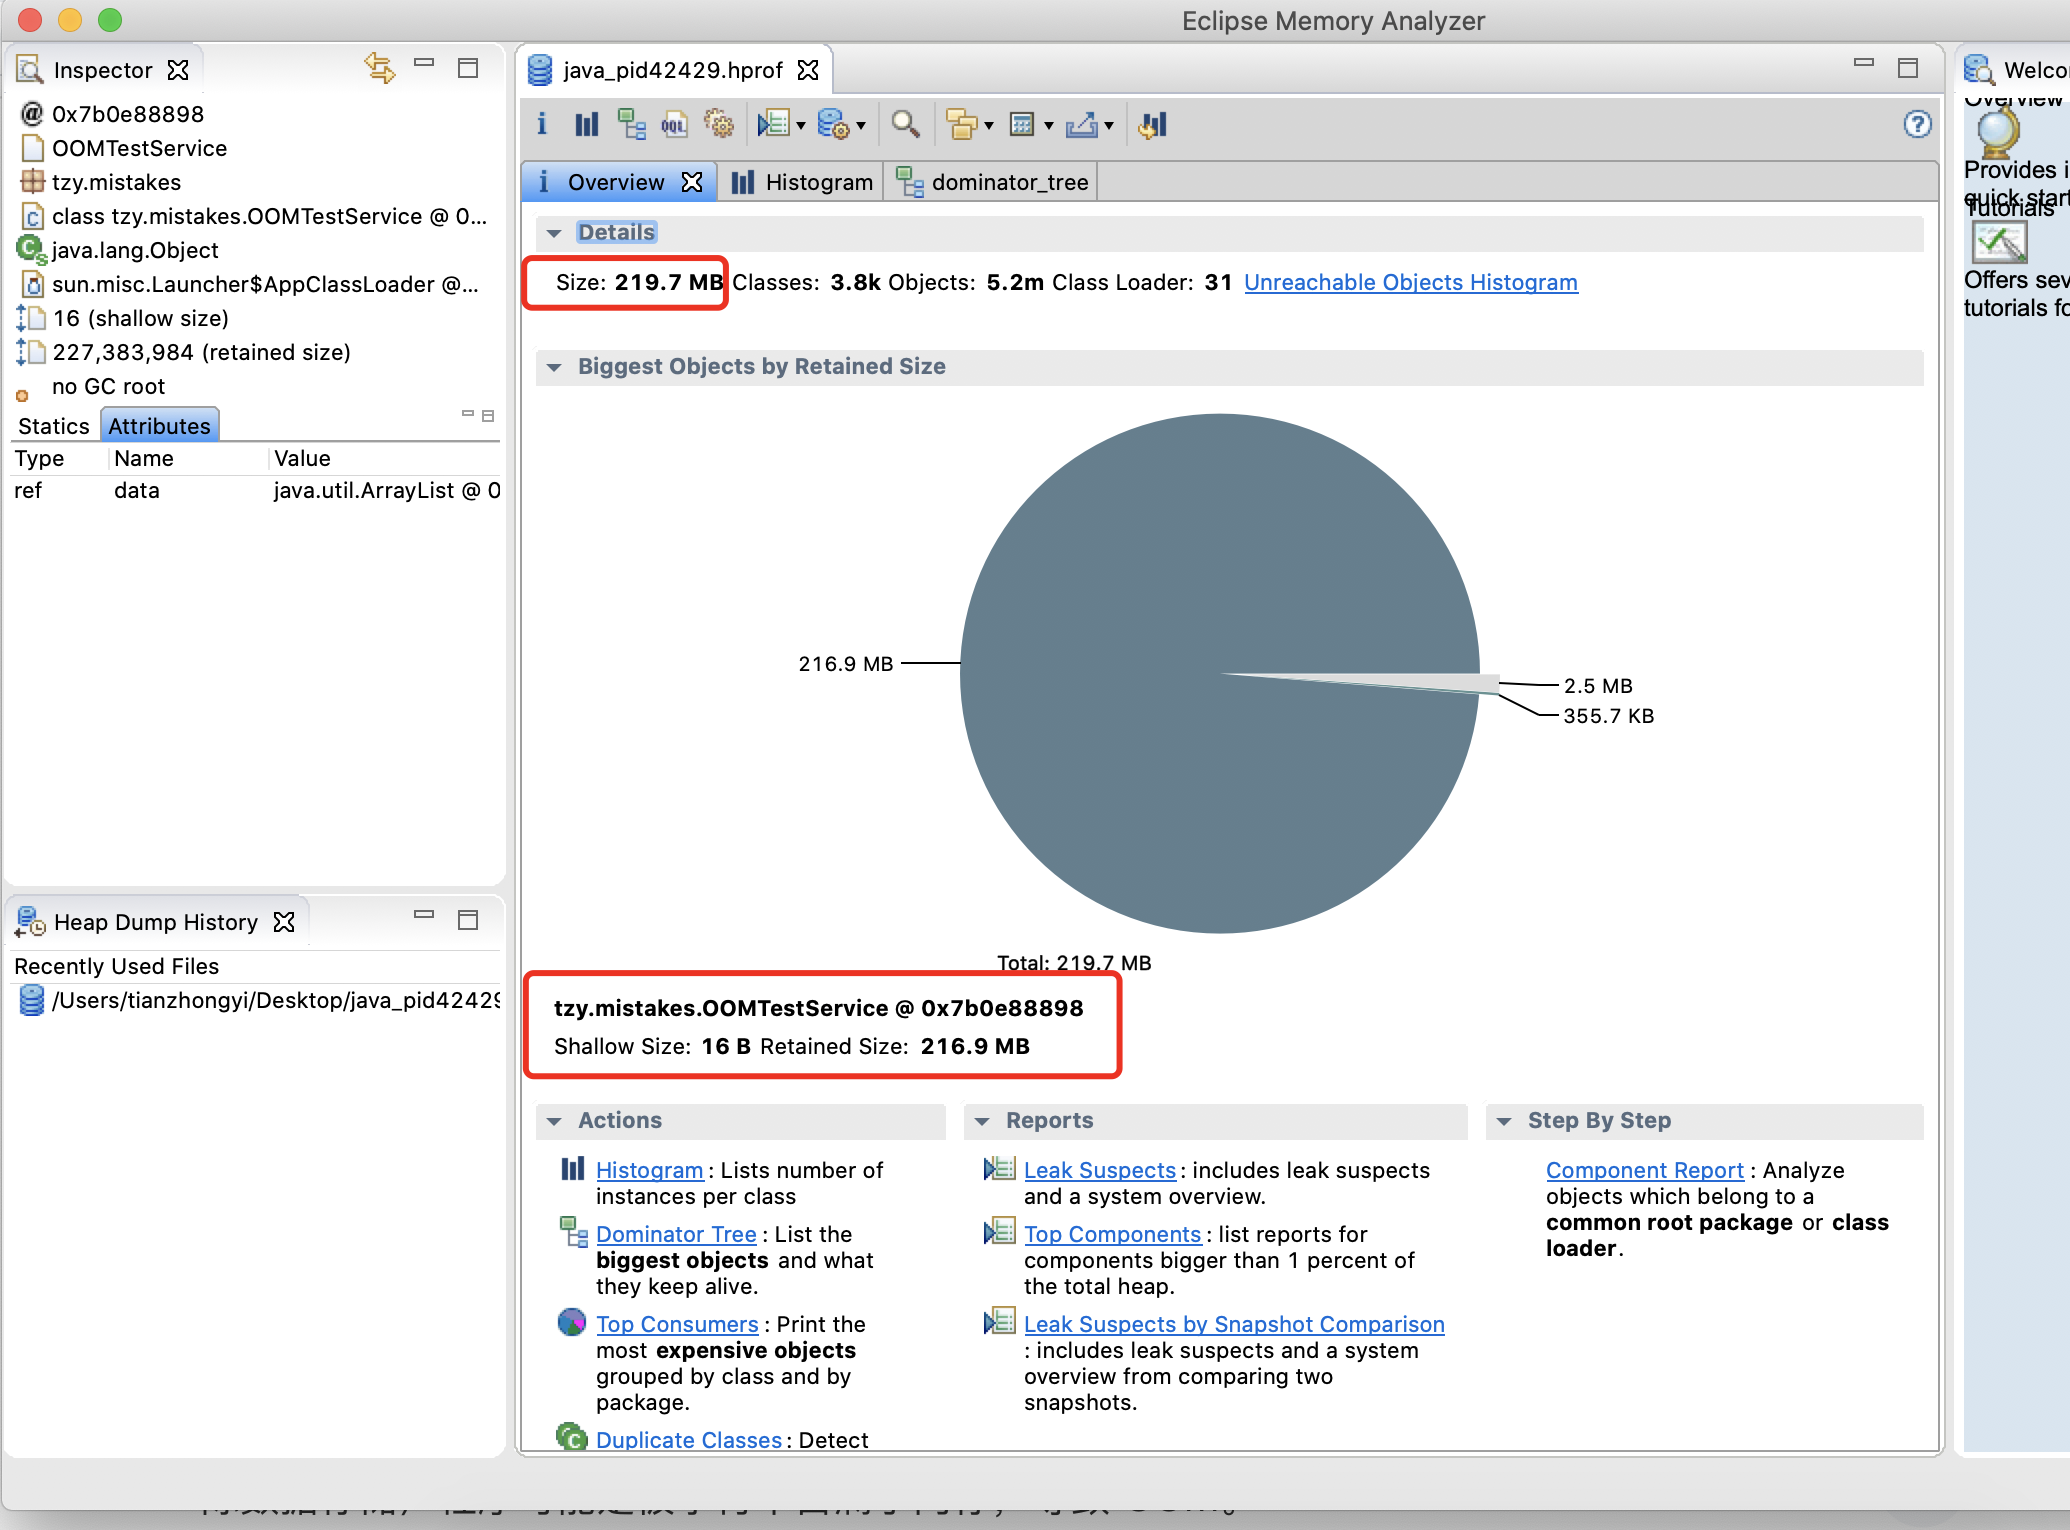 Eclipse Memory Analyzer
Inspector
0x7b0e88898
OOMTestService
tzy.mistakes
class tzy.mistakes.OOMTestService @ 0...
java.lang.Object
sun.misc.Launcher$AppClassLoader @...
16 (shallow size)
227,383,984 (retained size)
no GC root
Statics Attributes
Type Name Value
ref data java.util.ArrayList @ 0
Heap Dump History
Recently Used Files
/Users/tianzhongyi/Desktop/java_pid42429
java_pid42429.hprof
OQL
Overview Histogram dominator_tree
Details
Size: 219.7 MB Classes: 3.8k Objects: 5.2m Class Loader: 31 Unreachable Objects Histogram
Biggest Objects by Retained Size
216.9 MB
2.5 MB
355.7 KB
Total: 219.7 MB
tzy.mistakes.OOMTestService @ 0x7b0e88898
Shallow Size: 16 B Retained Size: 216.9 MB
Actions
Histogram : Lists number of
instances per class
Dominator Tree : List the
biggest objects and what
they keep alive.
Top Consumers : Print the
most expensive objects
grouped by class and by
package.
Duplicate Classes : Detect
Reports
Leak Suspects : includes leak suspects
and a system overview.
Top Components : list reports for
components bigger than 1 percent of
the total heap.
Leak Suspects by Snapshot Comparison
: includes leak suspects and a system
overview from comparing two
snapshots.
Step By Step
Component Report : Analyze
objects which belong to a
common root package or class
loader.
Welco
Overview
Provides i
quick start
Tutorials
Offers sev
tutorials fo